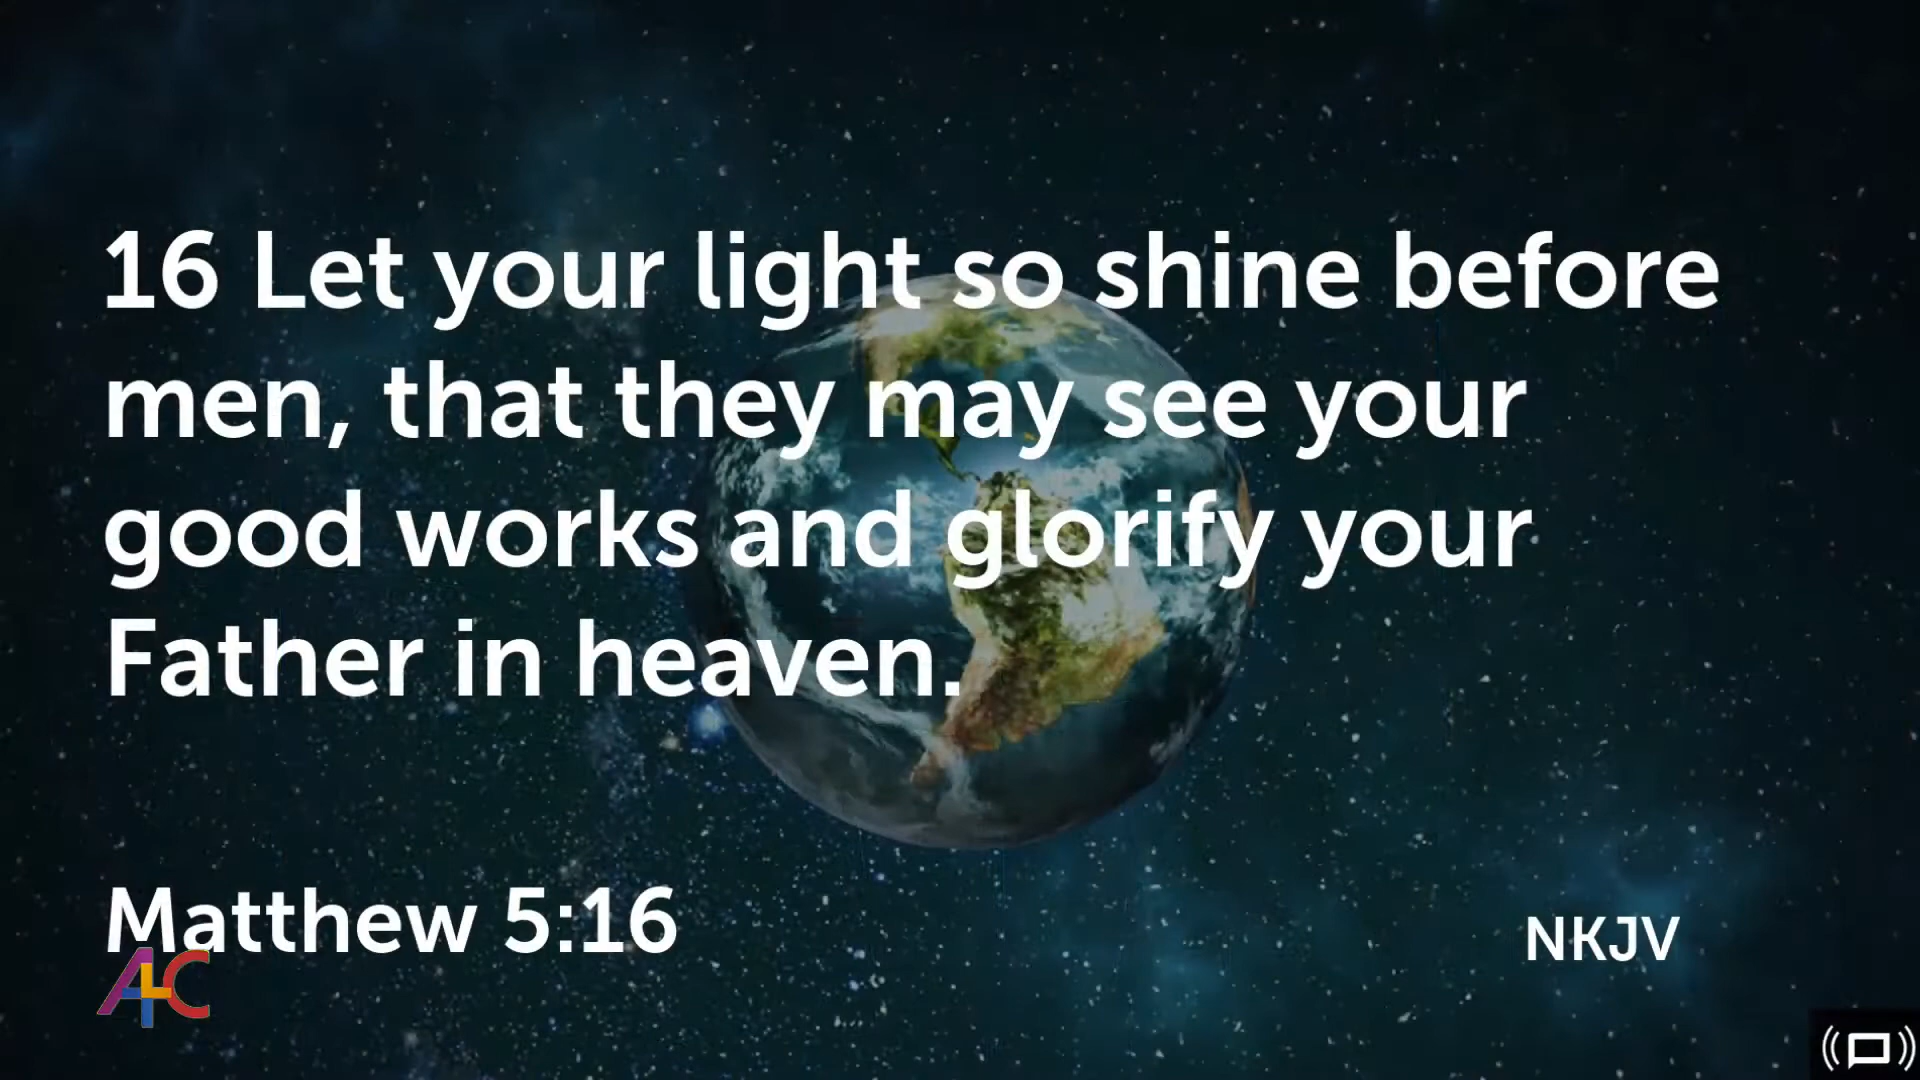 16 Let your light so shine before
men, that they may see your
good works and glorify your
Father in heaven.
Matthew 5:16
NKJV
A4C